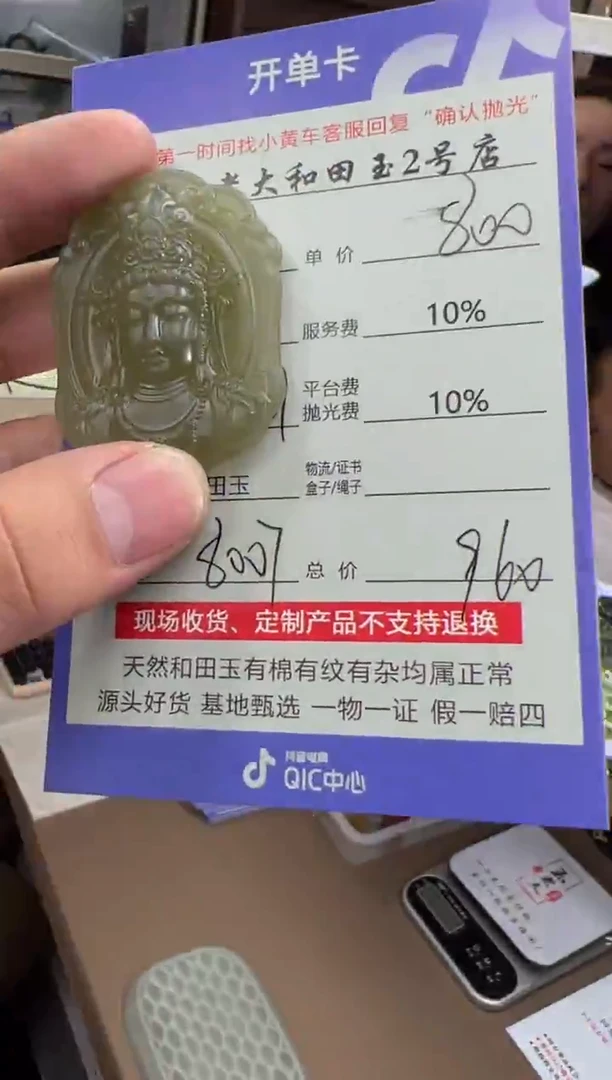 开单卡
第一时间找小黄车客服回复“确认抛光”
大和田玉2号店
单价 800
服务费 10%
平台费
抛光费 10%
田玉 物流/证书
盒子/绳子
800 总价 960
现场收货、定制产品不支持退换
天然和田玉有棉有纹有杂均属正常
源头好货 基地甄选 一物一证 假一赔四
抖音电商
QIC中心